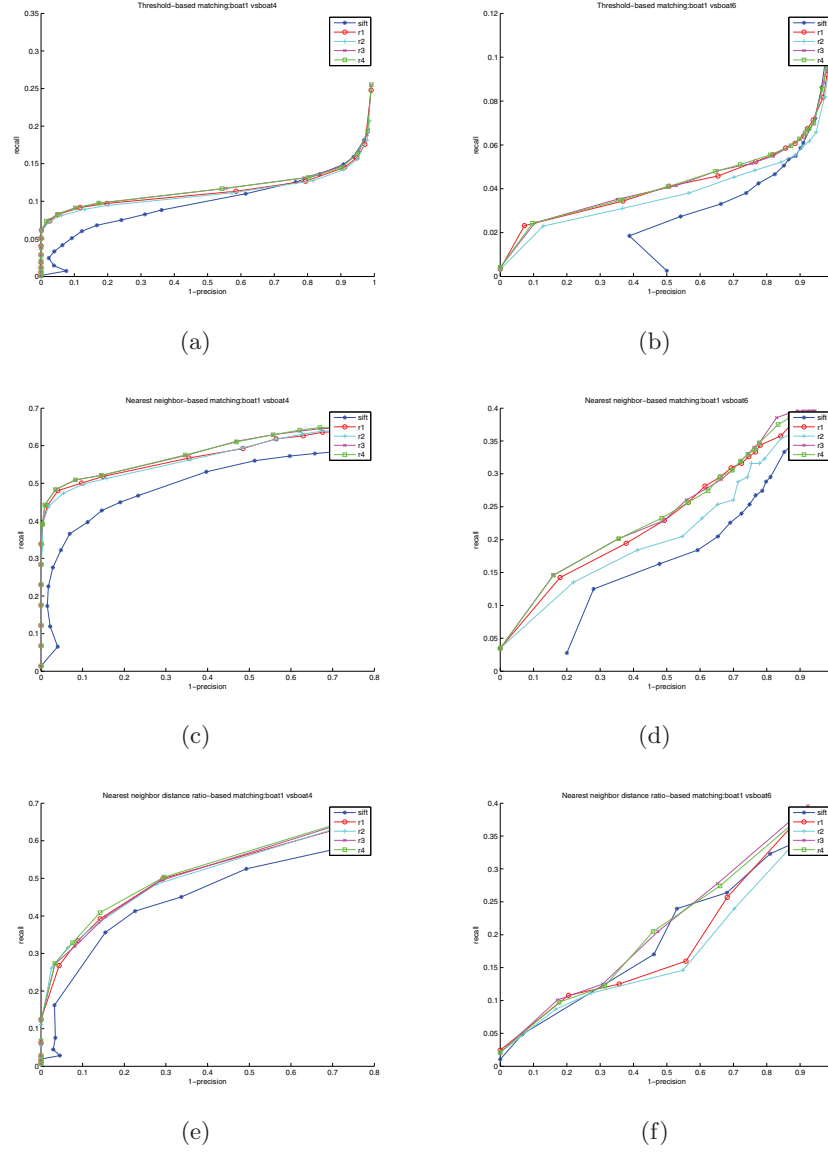 Threshold−based matching:boat1 vsboat4
0.35
0.3
0.25
0.2
0.15
0.1
0.05
0
recall
0 0.1 0.2 0.3 0.4 0.5 0.6 0.7 0.8 0.9 1
1−precision
sift
r1
r2
r3
r4
(a)
Threshold−based matching:boat1 vsboat6
0.12
0.1
0.08
0.06
0.04
0.02
0
recall
0 0.1 0.2 0.3 0.4 0.5 0.6 0.7 0.8 0.9
1−precision
sift
r1
r2
r3
r4
(b)
Nearest neighbor−based matching:boat1 vsboat4
0.7
0.6
0.5
0.4
0.3
0.2
0.1
0
recall
0 0.1 0.2 0.3 0.4 0.5 0.6 0.7 0.8
1−precision
sift
r1
r2
r3
r4
(c)
Nearest neighbor−based matching:boat1 vsboat6
0.4
0.35
0.3
0.25
0.2
0.15
0.1
0.05
0
recall
0 0.1 0.2 0.3 0.4 0.5 0.6 0.7 0.8 0.9
1−precision
sift
r1
r2
r3
r4
(d)
Nearest neighbor distance ratio−based matching:boat1 vsboat4
0.7
0.6
0.5
0.4
0.3
0.2
0.1
0
recall
0 0.1 0.2 0.3 0.4 0.5 0.6 0.7 0.8
1−precision
sift
r1
r2
r3
r4
(e)
Nearest neighbor distance ratio−based matching:boat1 vsboat6
0.4
0.35
0.3
0.25
0.2
0.15
0.1
0.05
0
recall
0 0.1 0.2 0.3 0.4 0.5 0.6 0.7 0.8 0.9
1−precision
sift
r1
r2
r3
r4
(f)